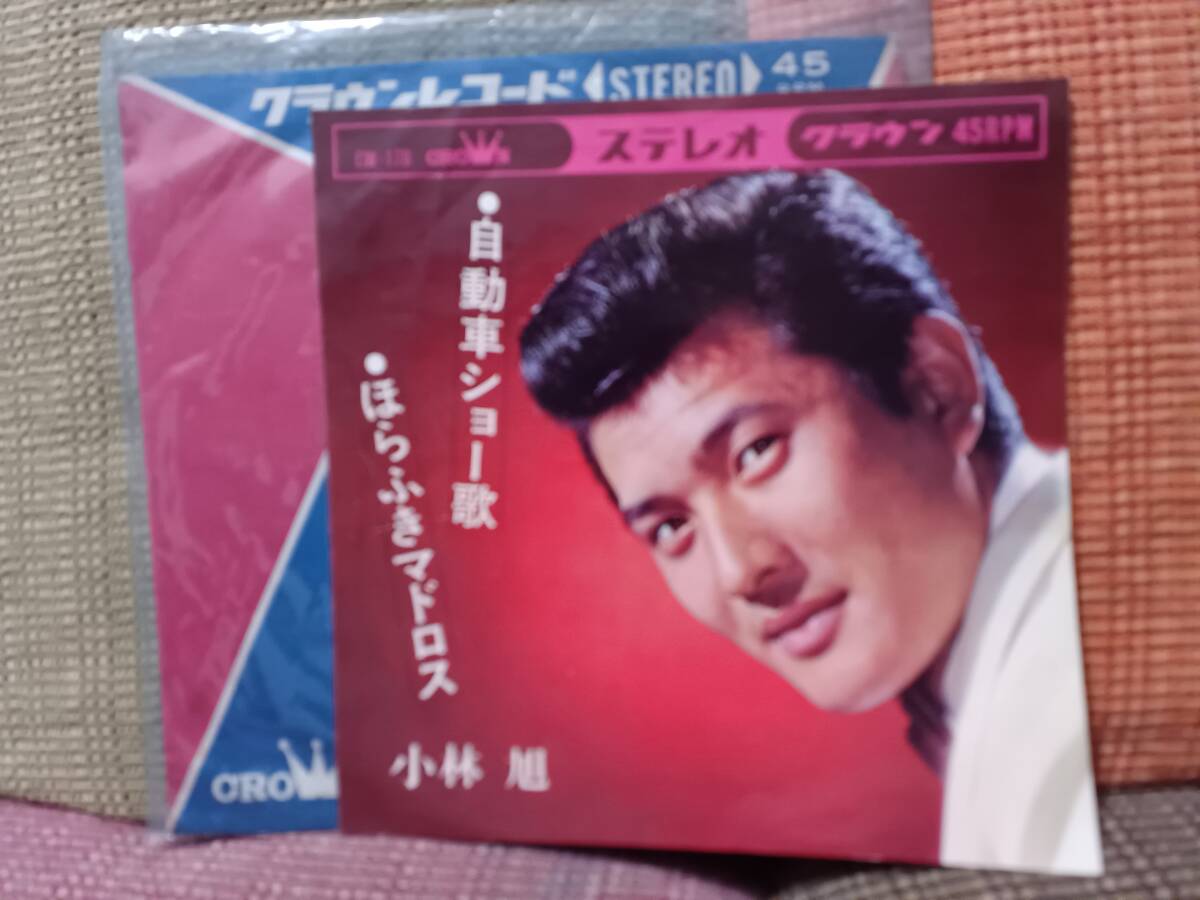 クラウンレコード STEREO 45
CROWN ステレオ クラウン 45RPM
・自動車ショー歌
・ほらふきマドロス
小林 旭
CROW